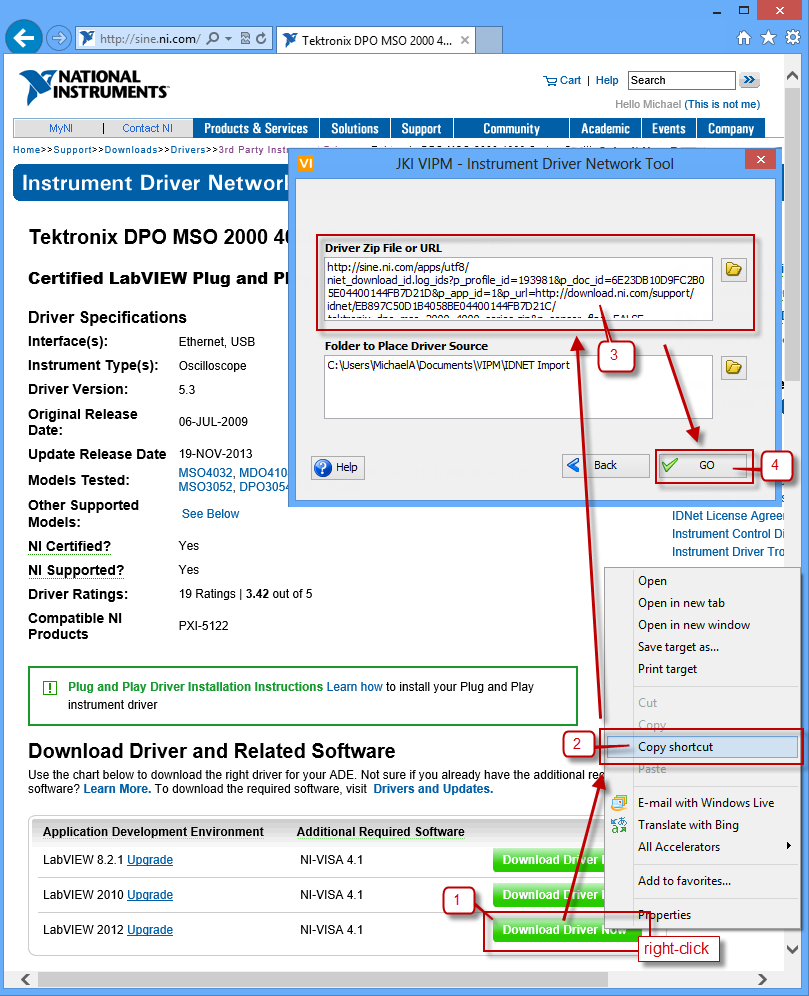 http://sine.ni.com/
Tektronix DPO MSO 2000 4...
NATIONAL
INSTRUMENTS™
Cart | Help Search
Hello Michael (This is not me)
MyNI | Contact NI Products & Services Solutions Support Community Academic Events Company
Home>>Support>>Downloads>>Drivers>>3rd Party
Instrument Driver Network
Tektronix DPO MSO 2000
Certified LabVIEW Plug and
Driver Specifications
Interface(s): Ethernet, USB
Instrument Type(s): Oscilloscope
Driver Version: 5.3
Original Release
Date: 06-JUL-2009
Update Release Date 19-NOV-2013
Models Tested: MSO4032,
MSO3052, DPO3054
Other Supported
Models: See Below
NI Certified? Yes
NI Supported? Yes
Driver Ratings: 19 Ratings | 3.42 out of 5
Compatible NI
Products PXI-5122
VI JKI VIPM - Instrument Driver Network Tool
Driver Zip File or URL
http://sine.ni.com/apps/utf8/
niet_download_id.log_ids?p_profile_id=193981&p_doc_id=6E23DB10D9FC2B0
5E04400144FB7D21D&p_app_id=1&p_url=http://download.ni.com/support/
idnet/EB897C50D1B4058BE04400144FB7D21C/
3
Folder to Place Driver Source
C:\Users\MichaelA\Documents\VIPM\IDNET Import
Help
Back
GO
4
IDNet License Agree
Instrument Control Di
Instrument Driver Tro
Plug and Play Driver Installation Instructions Learn how to install your Plug and Play
instrument driver
Download Driver and Related Software
Use the chart below to download the right driver for your ADE. Not sure if you already have the additional
software? Learn More. To download the required software, visit Drivers and Updates.
Application Development Environment Additional Required Software
LabVIEW 8.2.1 Upgrade NI-VISA 4.1 Download Driver
LabVIEW 2010 Upgrade NI-VISA 4.1 Download Driver
LabVIEW 2012 Upgrade NI-VISA 4.1 Download Driver Now
1
right-click
Open
Open in new tab
Open in new window
Save target as...
Print target
Cut
Copy
2
Copy shortcut
Paste
E-mail with Windows Live
Translate with Bing
All Accelerators
Add to favorites...
Properties